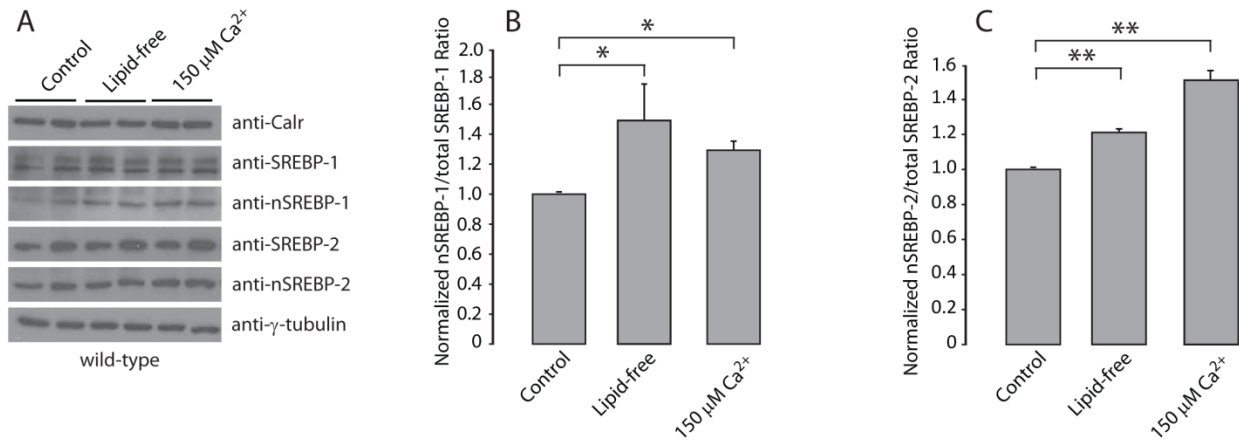 A
Control
Lipid-free
150 μM Ca²⁺
anti-Calr
anti-SREBP-1
anti-nSREBP-1
anti-SREBP-2
anti-nSREBP-2
anti-γ-tubulin
wild-type
B
Normalized nSREBP-1/total SREBP-1 Ratio
2.0
1.8
1.6
1.4
1.2
1.0
0.8
0.6
0.4
0.2
0
*
*
Control
Lipid-free
150 μM Ca²⁺
C
Normalized nSREBP-2/total SREBP-2 Ratio
1.6
1.4
1.2
1.0
0.8
0.6
0.4
0.2
0
**
**
Control
Lipid-free
150 μM Ca²⁺